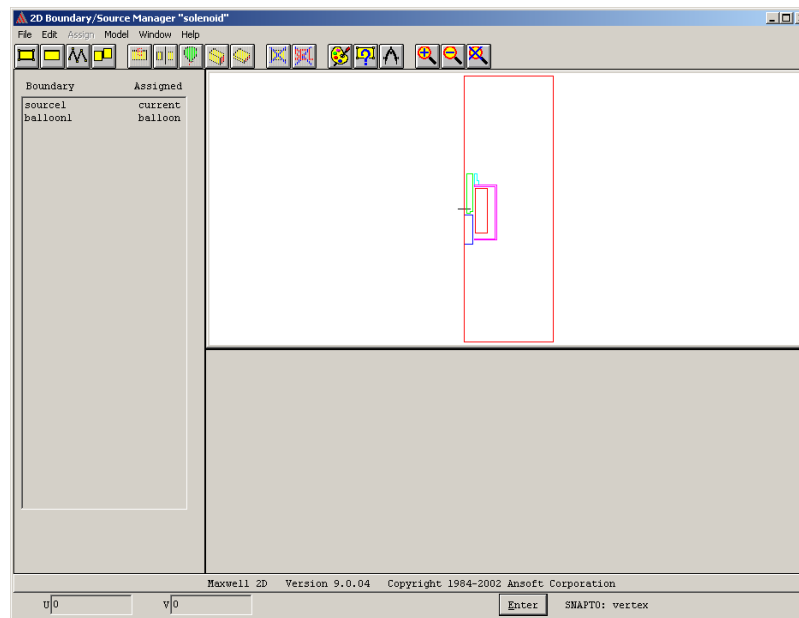 2D Boundary/Source Manager "solenoid"
File Edit Assign Model Window Help
Boundary Assigned
source1 current
balloon1 balloon
Maxwell 2D Version 9.0.04 Copyright 1984-2002 Ansoft Corporation
U 0 V 0 Enter SNAPTO: vertex